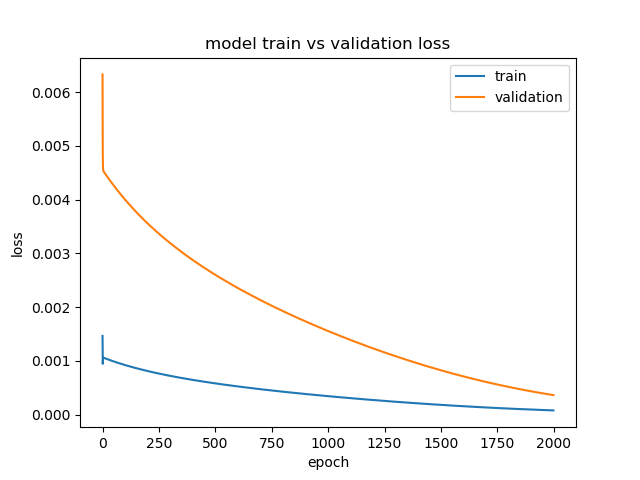 model train vs validation loss
train
validation
0.006
0.005
0.004
0.003
0.002
0.001
0.000
loss
0 250 500 750 1000 1250 1500 1750 2000
epoch